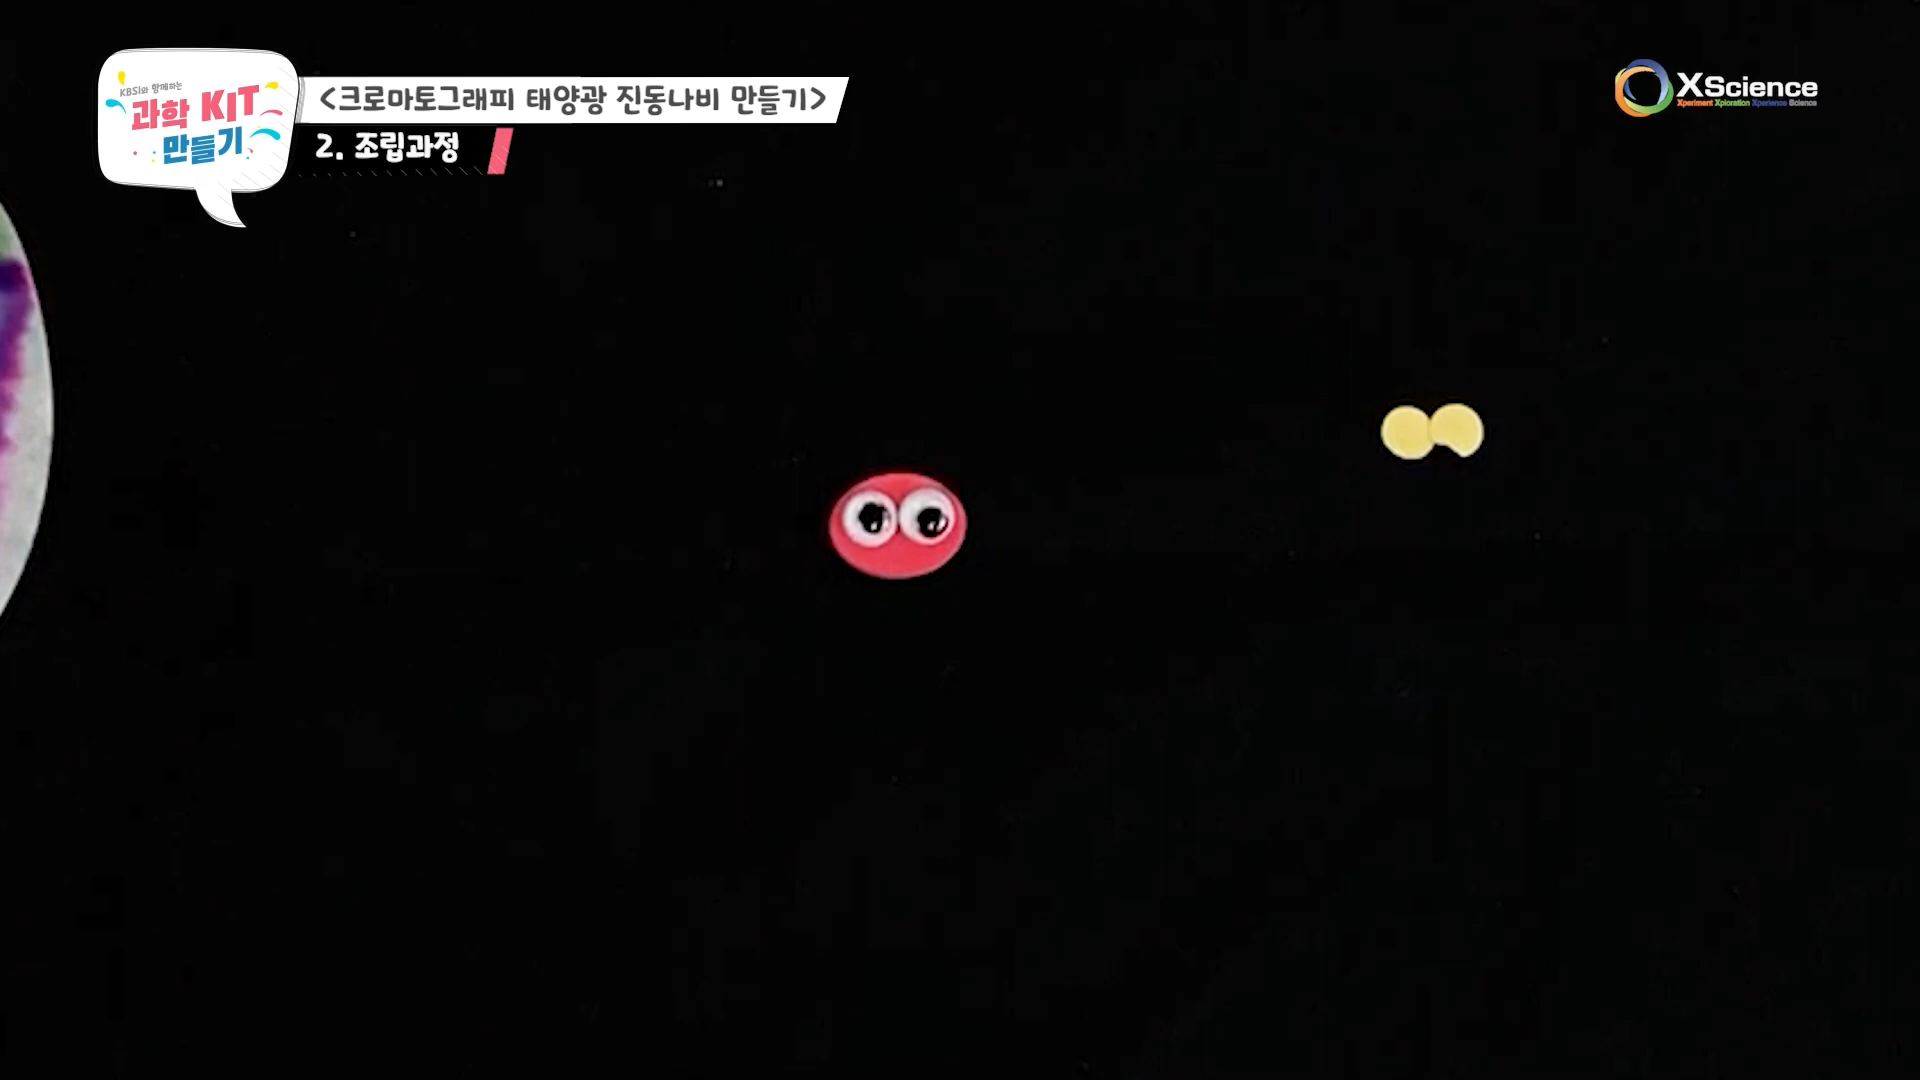 KBSI와 함께하는
과학 KIT
만들기
<크로마토그래피 태양광 진동나비 만들기>
2. 조립과정
XScience
Xperiment Xploration Xperience Science